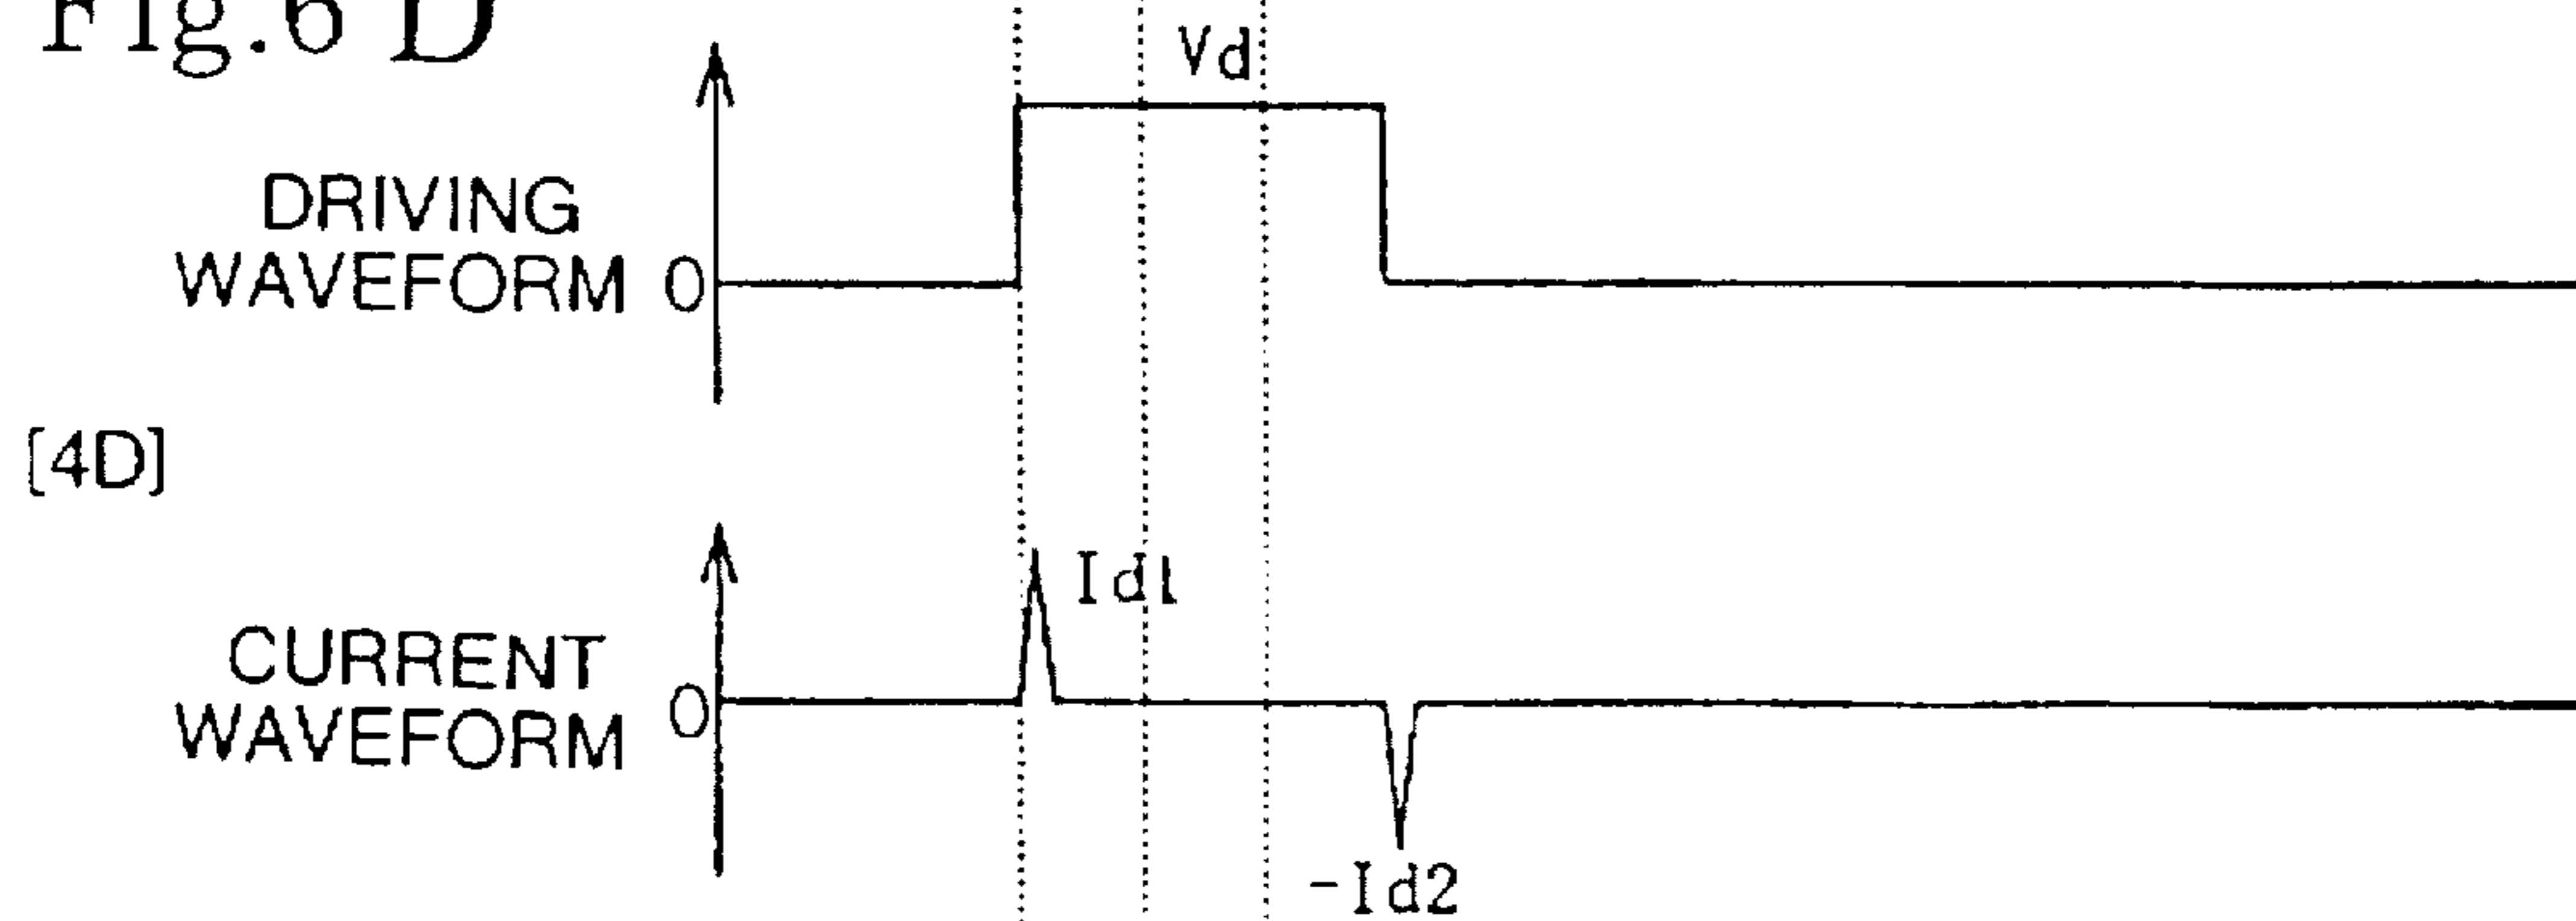 Fig.6 D
Vd
DRIVING
WAVEFORM 0
[4D]
Id1
CURRENT
WAVEFORM 0
-Id2